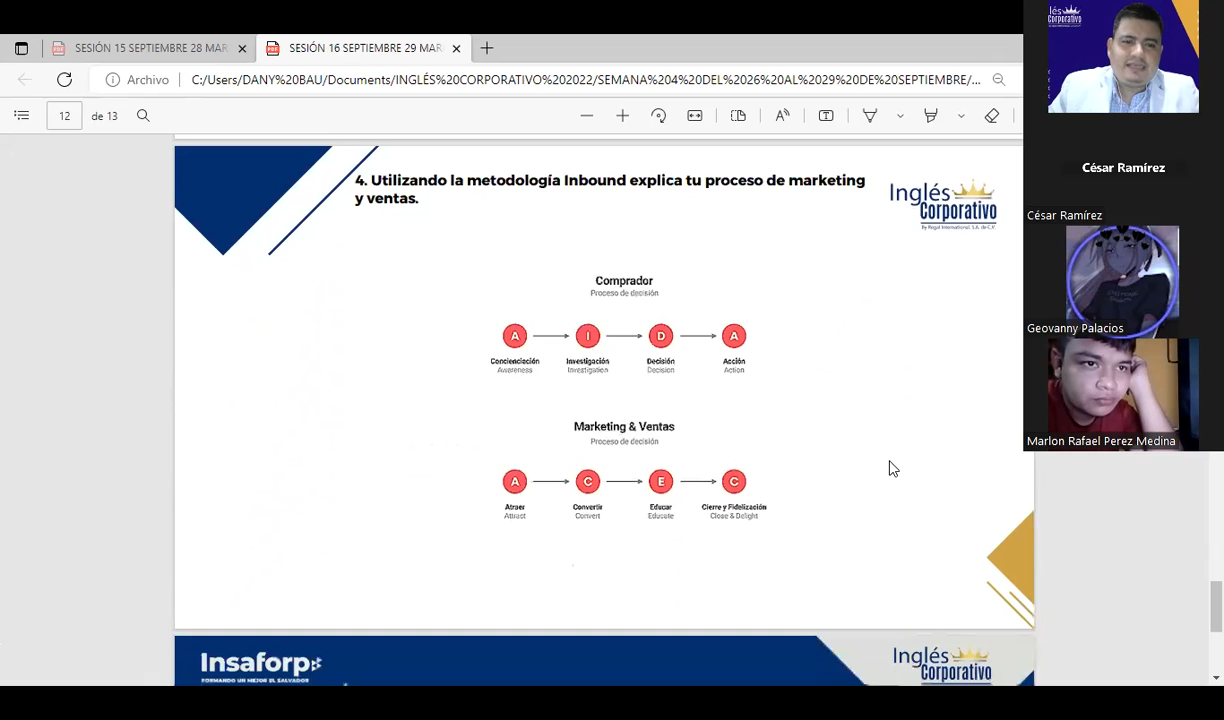 SESIÓN 15 SEPTIEMBRE 28 MAR
SESIÓN 16 SEPTIEMBRE 29 MAR
Archivo
C:/Users/DANY%20BAU/Documents/INGLÉS%20CORPORATIVO%202022/SEMANA%204%20DEL%2026%20AL%2029%20DE%20SEPTIEMBRE/...
12 de 13
4. Utilizando la metodología Inbound explica tu proceso de marketing
y ventas.
Inglés
Corporativo
By Regal International, S.A. de C.V.
Comprador
Proceso de decisión
A I D A
Concienciación Investigación Decisión Acción
Awareness Investigation Decision Action
Marketing & Ventas
Proceso de decisión
A C E C
Atraer Convertir Educar Cierre y Fidelización
Attract Convert Educate Close & Delight
Insaforp
FORMANDO UN MEJOR EL SALVADOR
Inglés
Corporativo
lés
Corporativo
César Ramírez
César Ramírez
Geovanny Palacios
Marlon Rafael Perez Medina